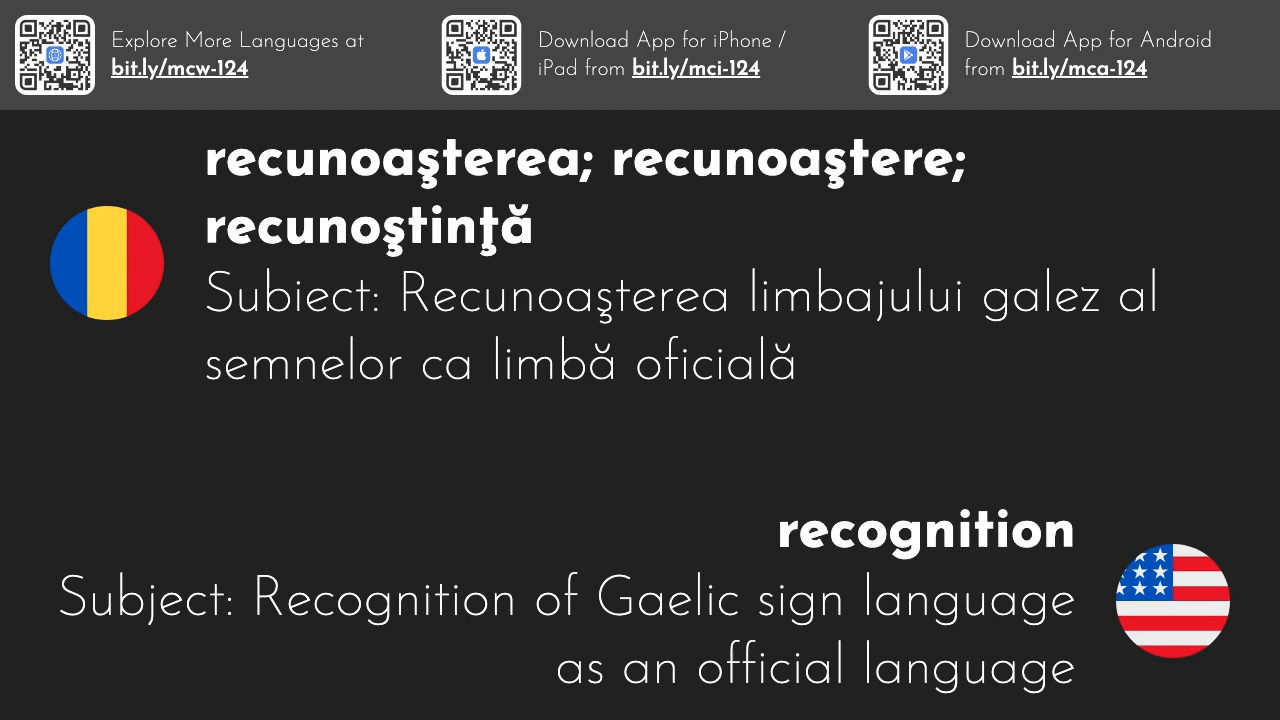 Explore More Languages at
bit.ly/mcw-124
Download App for iPhone /
iPad from bit.ly/mci-124
Download App for Android
from bit.ly/mca-124
recunoaşterea; recunoaştere;
recunoştinţă
Subiect: Recunoaşterea limbajului galez al
semnelor ca limbă oficială
recognition
Subject: Recognition of Gaelic sign language
as an official language